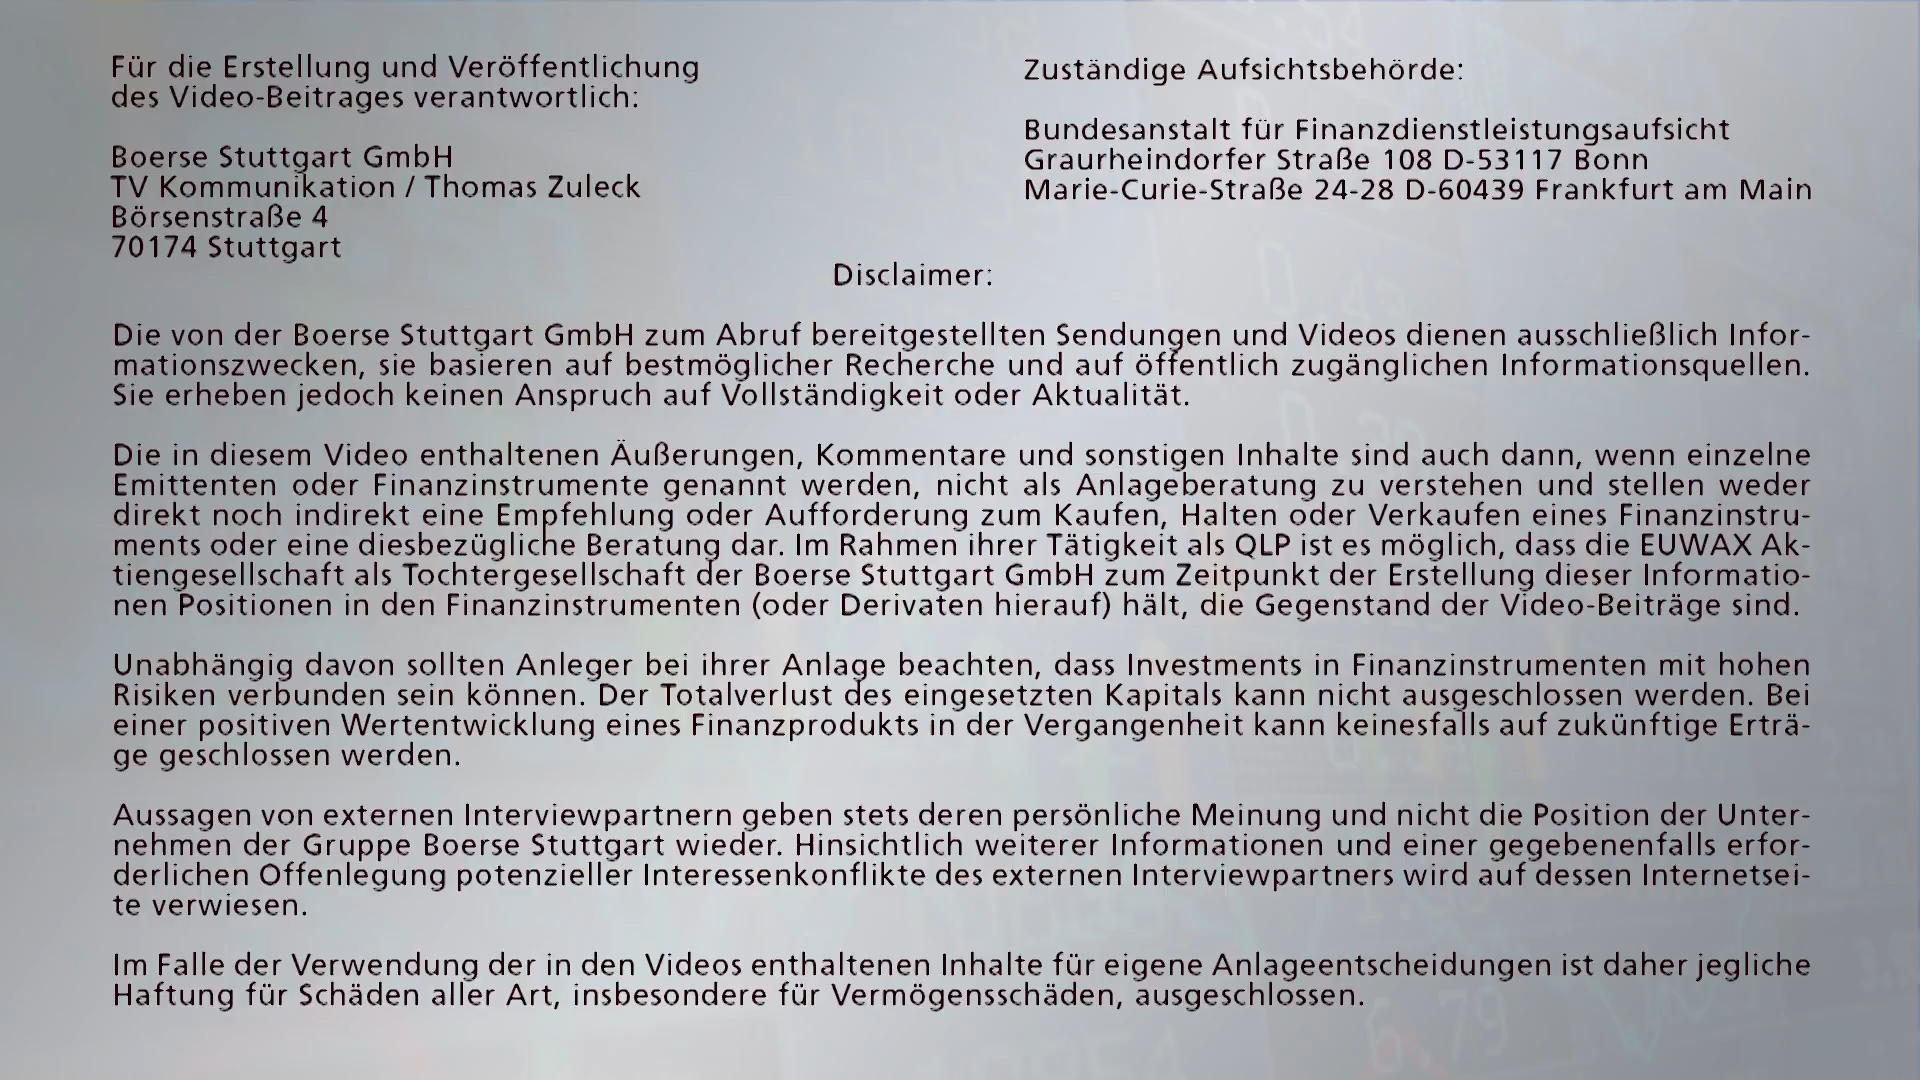 Für die Erstellung und Veröffentlichung
des Video-Beitrages verantwortlich:
Boerse Stuttgart GmbH
TV Kommunikation / Thomas Zuleck
Börsenstraße 4
70174 Stuttgart
Zuständige Aufsichtsbehörde:
Bundesanstalt für Finanzdienstleistungsaufsicht
Graurheindorfer Straße 108 D-53117 Bonn
Marie-Curie-Straße 24-28 D-60439 Frankfurt am Main
Disclaimer:
Die von der Boerse Stuttgart GmbH zum Abruf bereitgestellten Sendungen und Videos dienen ausschließlich Infor-
mationszwecken, sie basieren auf bestmöglicher Recherche und auf öffentlich zugänglichen Informationsquellen.
Sie erheben jedoch keinen Anspruch auf Vollständigkeit oder Aktualität.
Die in diesem Video enthaltenen Äußerungen, Kommentare und sonstigen Inhalte sind auch dann, wenn einzelne
Emittenten oder Finanzinstrumente genannt werden, nicht als Anlageberatung zu verstehen und stellen weder
direkt noch indirekt eine Empfehlung oder Aufforderung zum Kaufen, Halten oder Verkaufen eines Finanzinstru-
ments oder eine diesbezügliche Beratung dar. Im Rahmen ihrer Tätigkeit als QLP ist es möglich, dass die EUWAX Ak-
tiengesellschaft als Tochtergesellschaft der Boerse Stuttgart GmbH zum Zeitpunkt der Erstellung dieser Informatio-
nen Positionen in den Finanzinstrumenten (oder Derivaten hierauf) hält, die Gegenstand der Video-Beiträge sind.
Unabhängig davon sollten Anleger bei ihrer Anlage beachten, dass Investments in Finanzinstrumenten mit hohen
Risiken verbunden sein können. Der Totalverlust des eingesetzten Kapitals kann nicht ausgeschlossen werden. Bei
einer positiven Wertentwicklung eines Finanzprodukts in der Vergangenheit kann keinesfalls auf zukünftige Erträ-
ge geschlossen werden.
Aussagen von externen Interviewpartnern geben stets deren persönliche Meinung und nicht die Position der Unter-
nehmen der Gruppe Boerse Stuttgart wieder. Hinsichtlich weiterer Informationen und einer gegebenenfalls erfor-
derlichen Offenlegung potenzieller Interessenkonflikte des externen Interviewpartners wird auf dessen Internetsei-
te verwiesen.
Im Falle der Verwendung der in den Videos enthaltenen Inhalte für eigene Anlageentscheidungen ist daher jegliche
Haftung für Schäden aller Art, insbesondere für Vermögensschäden, ausgeschlossen.